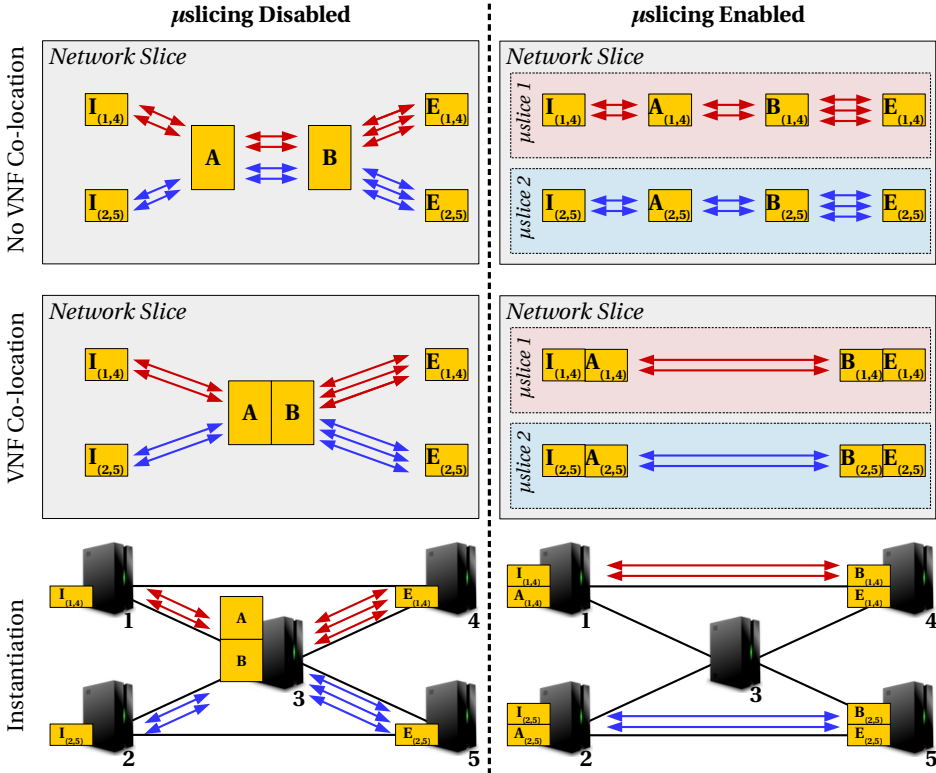 μslicing Disabled
μslicing Enabled
No VNF Co-location
Network Slice
I(1,4)
E(1,4)
A
B
I(2,5)
E(2,5)
Network Slice
μslice 1
I(1,4) A(1,4) B(1,4) E(1,4)
μslice 2
I(2,5) A(2,5) B(2,5) E(2,5)
VNF Co-location
Network Slice
I(1,4)
E(1,4)
A B
I(2,5)
E(2,5)
Network Slice
μslice 1
I(1,4) A(1,4) B(1,4) E(1,4)
μslice 2
I(2,5) A(2,5) B(2,5) E(2,5)
Instantiation
I(1,4)
1
E(1,4)
4
A
B
3
I(2,5)
2
E(2,5)
5
I(1,4)
A(1,4)
1
B(1,4)
E(1,4)
4
3
I(2,5)
A(2,5)
2
B(2,5)
E(2,5)
5